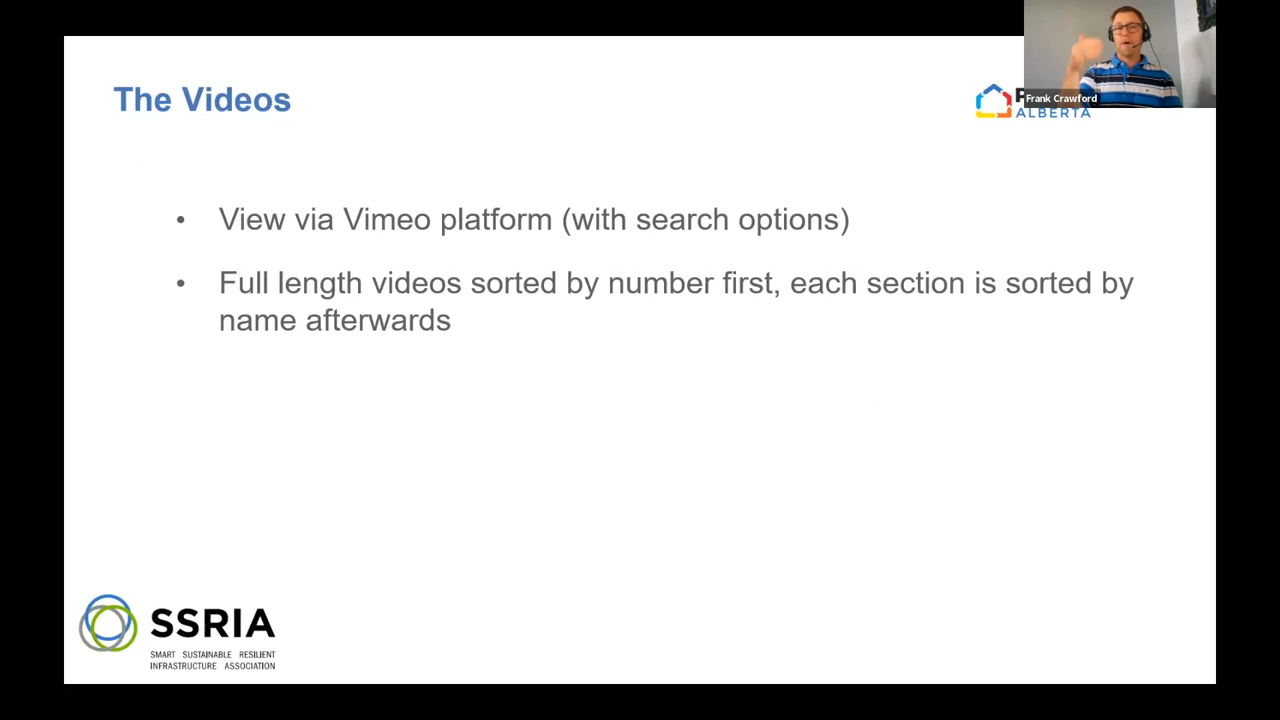 Frank Crawford
The Videos
ALBERTA
• View via Vimeo platform (with search options)
• Full length videos sorted by number first, each section is sorted by
name afterwards
SSRIA
SMART SUSTAINABLE RESILIENT
INFRASTRUCTURE ASSOCIATION